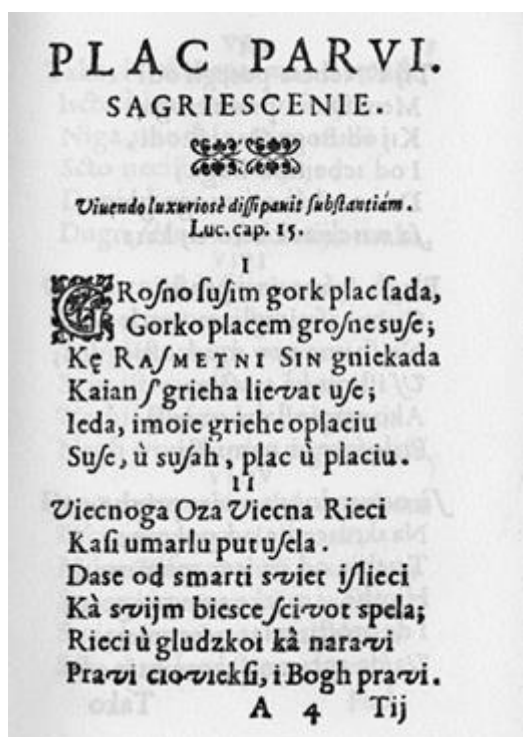 PLAC PARVI.
SAGRIESCENIE.
Viuendo luxuriosè dissipauit substantiám.
Luc. cap. 15.
I
GRosno susim gork plac sada,
Gorko placem grosne suse;
Kę RASMETNI SIN gniekada
Kaian s grieha lievat use;
Ieda, imoie griehe oplaciu
Suse, ù susah, plac ù placiu.
II
Viecnoga Oza Viecna Rieci
Kasi umarlu put usela.
Dase od smarti sviet islieci
Kà svijm biesce scivot spela;
Rieci ù gludzkoi kà naravi
Pravi ciovieksi, i Bogh pravi.
A 4 Tij